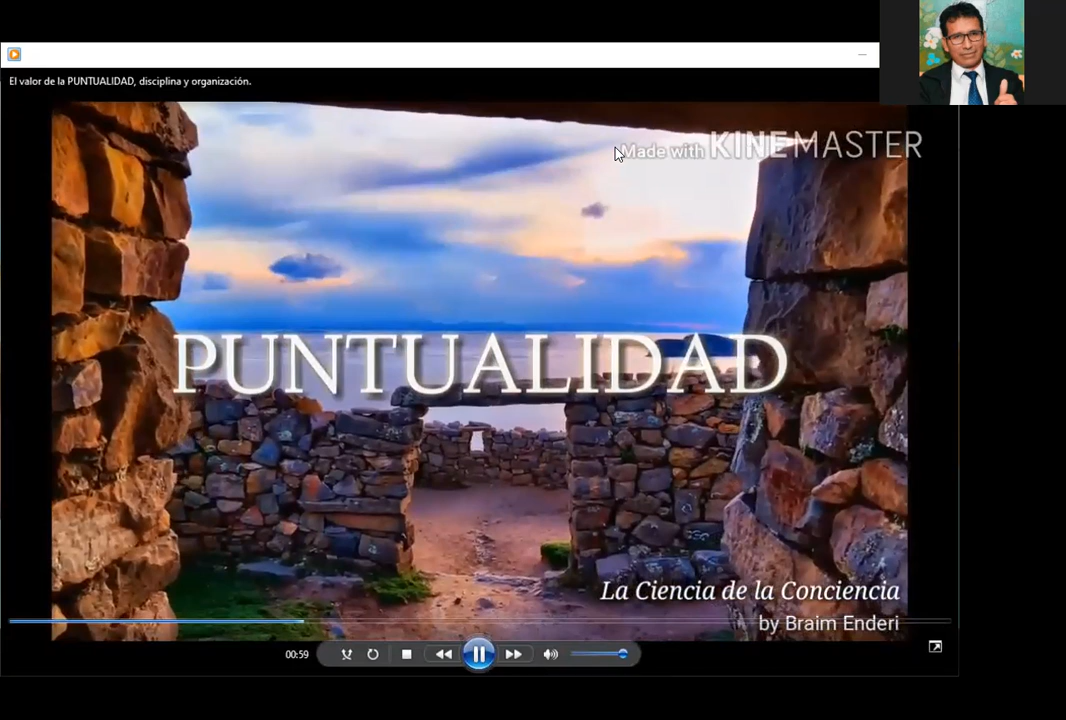 El valor de la PUNTUALIDAD, disciplina y organización.
Made with KINEMASTER
PUNTUALIDAD
La Ciencia de la Conciencia
by Braim Enderi
00:59